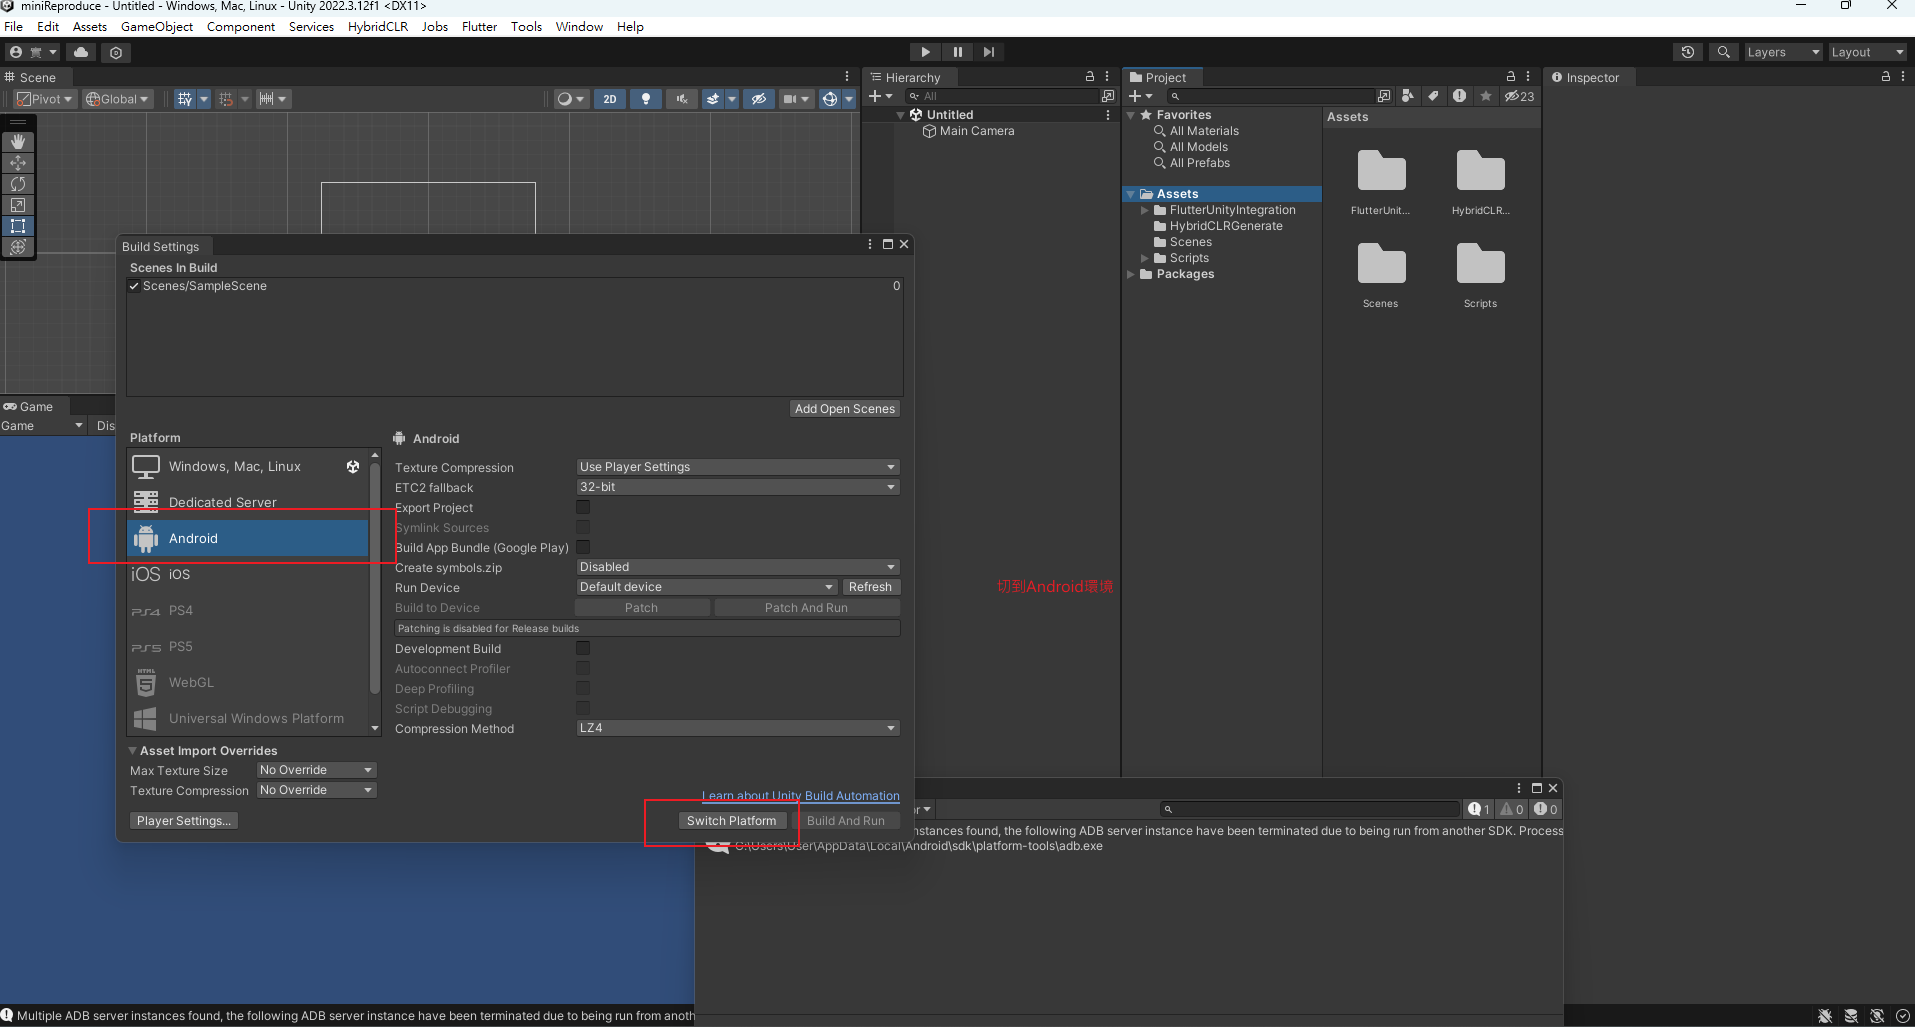 miniReproduce - Untitled - Windows, Mac, Linux - Unity 2022.3.12f1 <DX11>
File Edit Assets GameObject Component Services HybridCLR Jobs Flutter Tools Window Help
Layers Layout
Scene
Pivot Global 2D
Hierarchy
All
Untitled
Main Camera
Project
23
Favorites
All Materials
All Models
All Prefabs
Assets
FlutterUnityIntegration
HybridCLRGenerate
Scenes
Scripts
Packages
Assets
FlutterUnit... HybridCLR...
Scenes Scripts
Inspector
Build Settings
Scenes In Build
Scenes/SampleScene 0
Add Open Scenes
Game
Game Dis
Platform
Windows, Mac, Linux
Dedicated Server
Android
iOS iOS
PS4 PS4
PS5 PS5
HTML 5 WebGL
Universal Windows Platform
Asset Import Overrides
Max Texture Size No Override
Texture Compression No Override
Player Settings...
Android
Texture Compression Use Player Settings
ETC2 fallback 32-bit
Export Project
Symlink Sources
Build App Bundle (Google Play)
Create symbols.zip Disabled
Run Device Default device Refresh
Build to Device Patch Patch And Run
Patching is disabled for Release builds
Development Build
Autoconnect Profiler
Deep Profiling
Script Debugging
Compression Method LZ4
Learn about Unity Build Automation
Switch Platform Build And Run
切到Android環境
or 1 0 0
nstances found, the following ADB server instance have been terminated due to being run from another SDK. Process
C:\Users\User\AppData\Local\Android\sdk\platform-tools\adb.exe
Multiple ADB server instances found, the following ADB server instance have been terminated due to being run from anoth